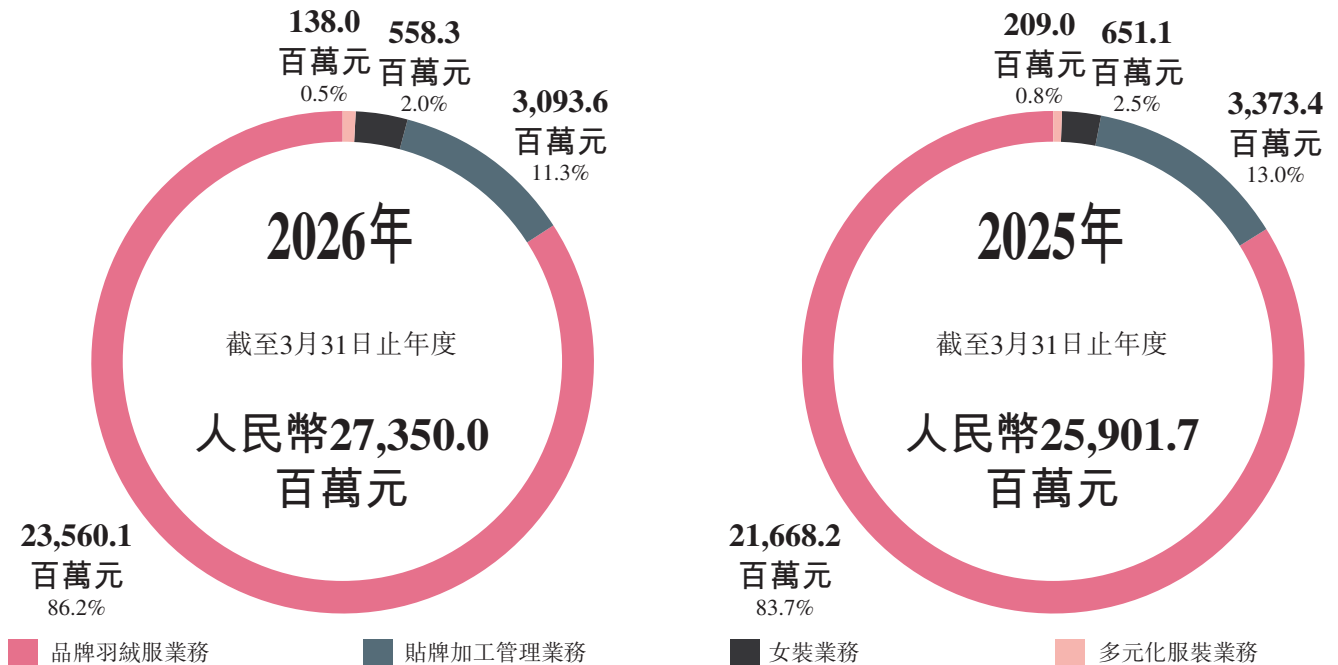 138.0
百萬元
0.5%
558.3
百萬元
2.0%
3,093.6
百萬元
11.3%
2026年
截至3月31日止年度
人民幣27,350.0
百萬元
23,560.1
百萬元
86.2%
209.0
百萬元
0.8%
651.1
百萬元
2.5%
3,373.4
百萬元
13.0%
2025年
截至3月31日止年度
人民幣25,901.7
百萬元
21,668.2
百萬元
83.7%
品牌羽絨服業務
貼牌加工管理業務
女裝業務
多元化服裝業務